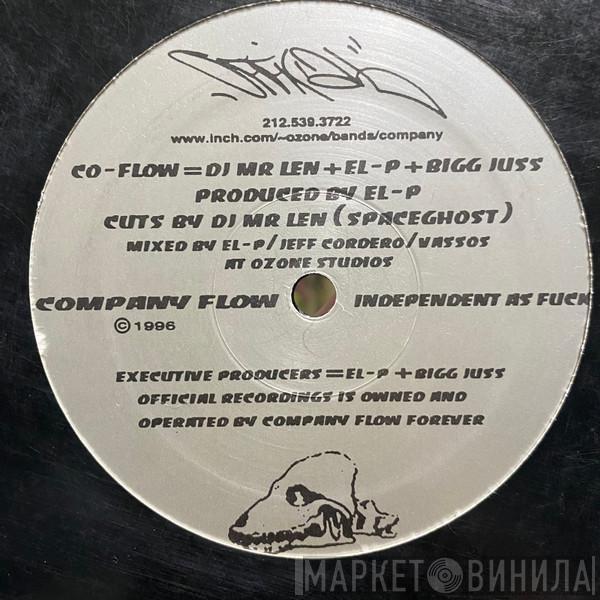 212.539.3722
www.inch.com/~ozone/bands/company
CO-FLOW=DJ MR LEN+EL-P+BIGG JUSS
PRODUCED BY EL-P
CUTS BY DJ MR LEN (SPACEGHOST)
MIXED BY EL-P/JEFF CORDERO/VASSOS
AT OZONE STUDIOS
COMPANY FLOW INDEPENDENT AS FUCK
©1996
EXECUTIVE PRODUCERS=EL-P+BIGG JUSS
OFFICIAL RECORDINGS IS OWNED AND
OPERATED BY COMPANY FLOW FOREVER
МАРКЕТ ВИНИЛА